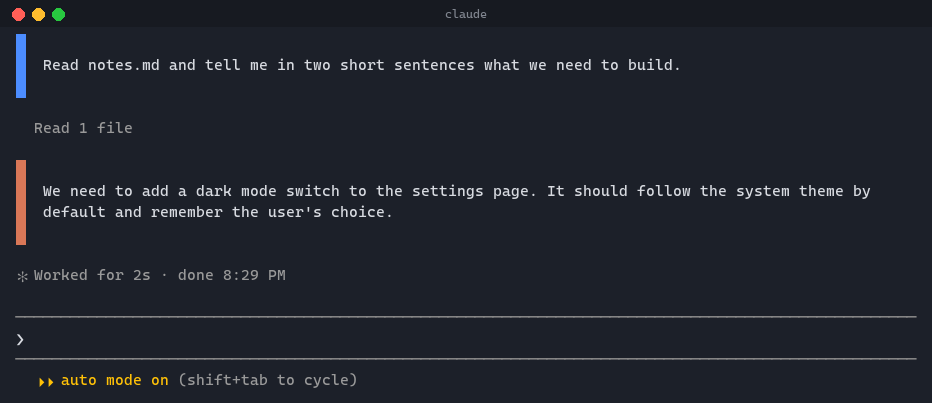 claude
Read notes.md and tell me in two short sentences what we need to build.
Read 1 file
We need to add a dark mode switch to the settings page. It should follow the system theme by
default and remember the user's choice.
✻ Worked for 2s · done 8:29 PM
❯
⏵⏵ auto mode on (shift+tab to cycle)